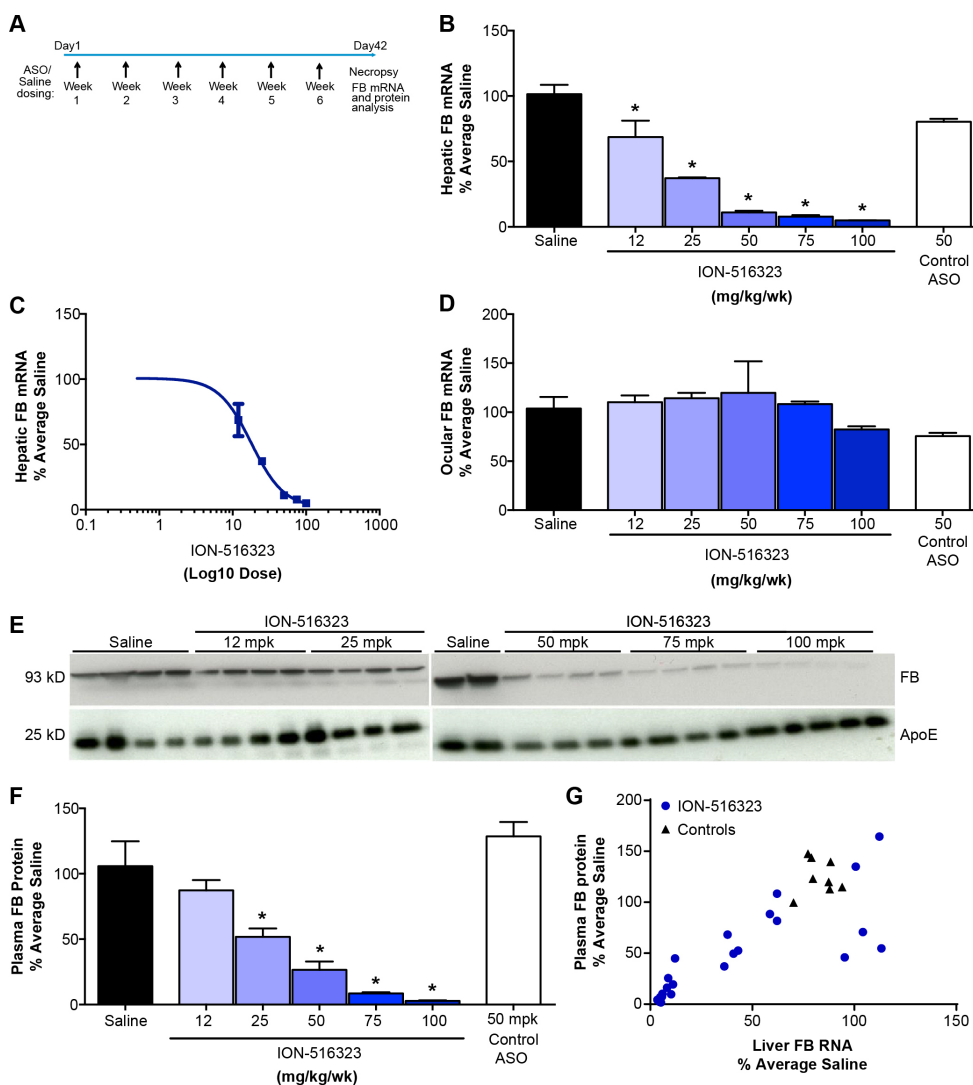 A
Day1 Day42
ASO/
Saline
dosing:
Week
1
Week
2
Week
3
Week
4
Week
5
Week
6
Necropsy
FB mRNA
and protein
analysis
B
Hepatic FB mRNA
% Average Saline
150
100
50
0
* * * * *
Saline 12 25 50 75 100 50
Control
ASO
ION-516323
(mg/kg/wk)
C
Hepatic FB mRNA
% Average Saline
150
100
50
0
0.1 1 10 100 1000
ION-516323
(Log10 Dose)
D
Ocular FB mRNA
% Average Saline
200
150
100
50
0
Saline 12 25 50 75 100 50
Control
ASO
ION-516323
(mg/kg/wk)
E
ION-516323 ION-516323
Saline 12 mpk 25 mpk Saline 50 mpk 75 mpk 100 mpk
93 kD FB
25 kD ApoE
F
Plasma FB Protein
% Average Saline
150
100
50
0
* * * *
Saline 12 25 50 75 100 50 mpk
Control
ASO
ION-516323
(mg/kg/wk)
G
Plasma FB protein
% Average Saline
200
150
100
50
0
ION-516323
Controls
0 50 100 150
Liver FB RNA
% Average Saline